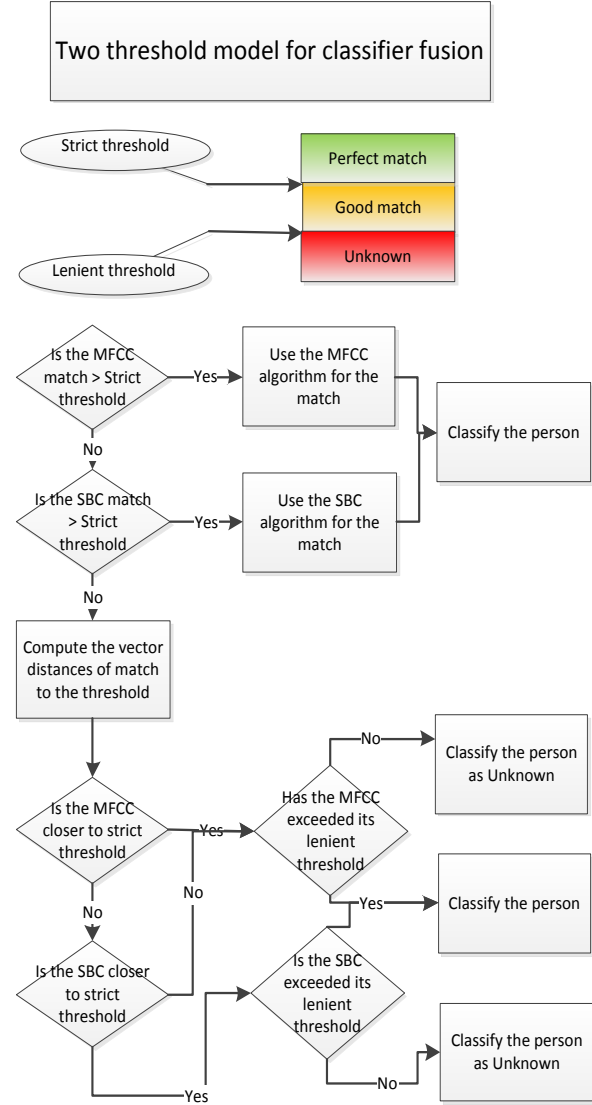 Two threshold model for classifier fusion
Strict threshold
Perfect match
Good match
Lenient threshold
Unknown
Is the MFCC
match > Strict
threshold
Yes
Use the MFCC
algorithm for the
match
Classify the person
No
Is the SBC match
> Strict
threshold
Yes
Use the SBC
algorithm for the
match
No
Compute the vector
distances of match
to the threshold
No
Classify the person
as Unknown
Is the MFCC
closer to strict
threshold
Yes
Has the MFCC
exceeded its
lenient
threshold
No
No
Yes
Classify the person
Is the SBC closer
to strict
threshold
Is the SBC
exceeded its
lenient
threshold
Yes
No
Classify the person
as Unknown